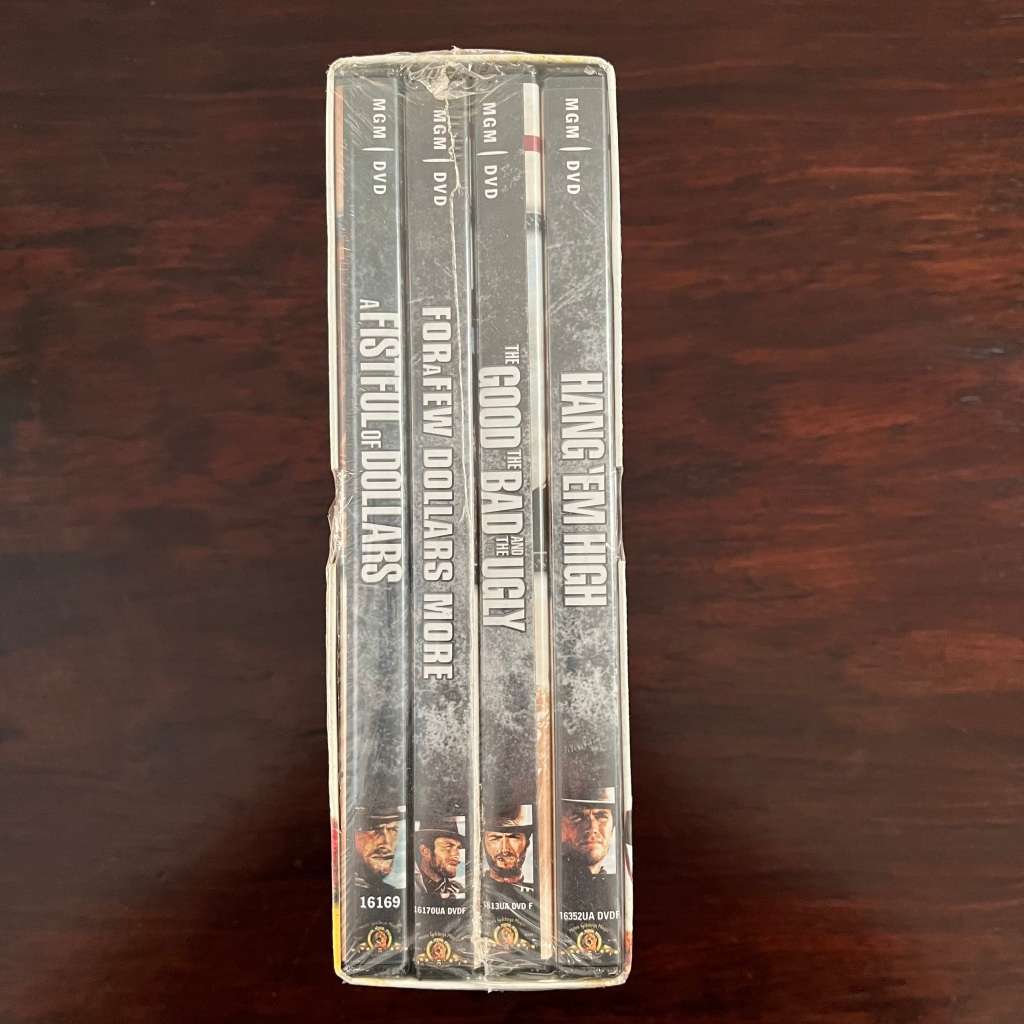 MGM | DVD
A FISTFUL OF DOLLARS
16169
MGM | DVD
FOR A FEW DOLLARS MORE
16170UA DVDF
MGM | DVD
THE GOOD THE BAD AND THE UGLY
MGM | DVD
HANG 'EM HIGH
16352UA DVDF